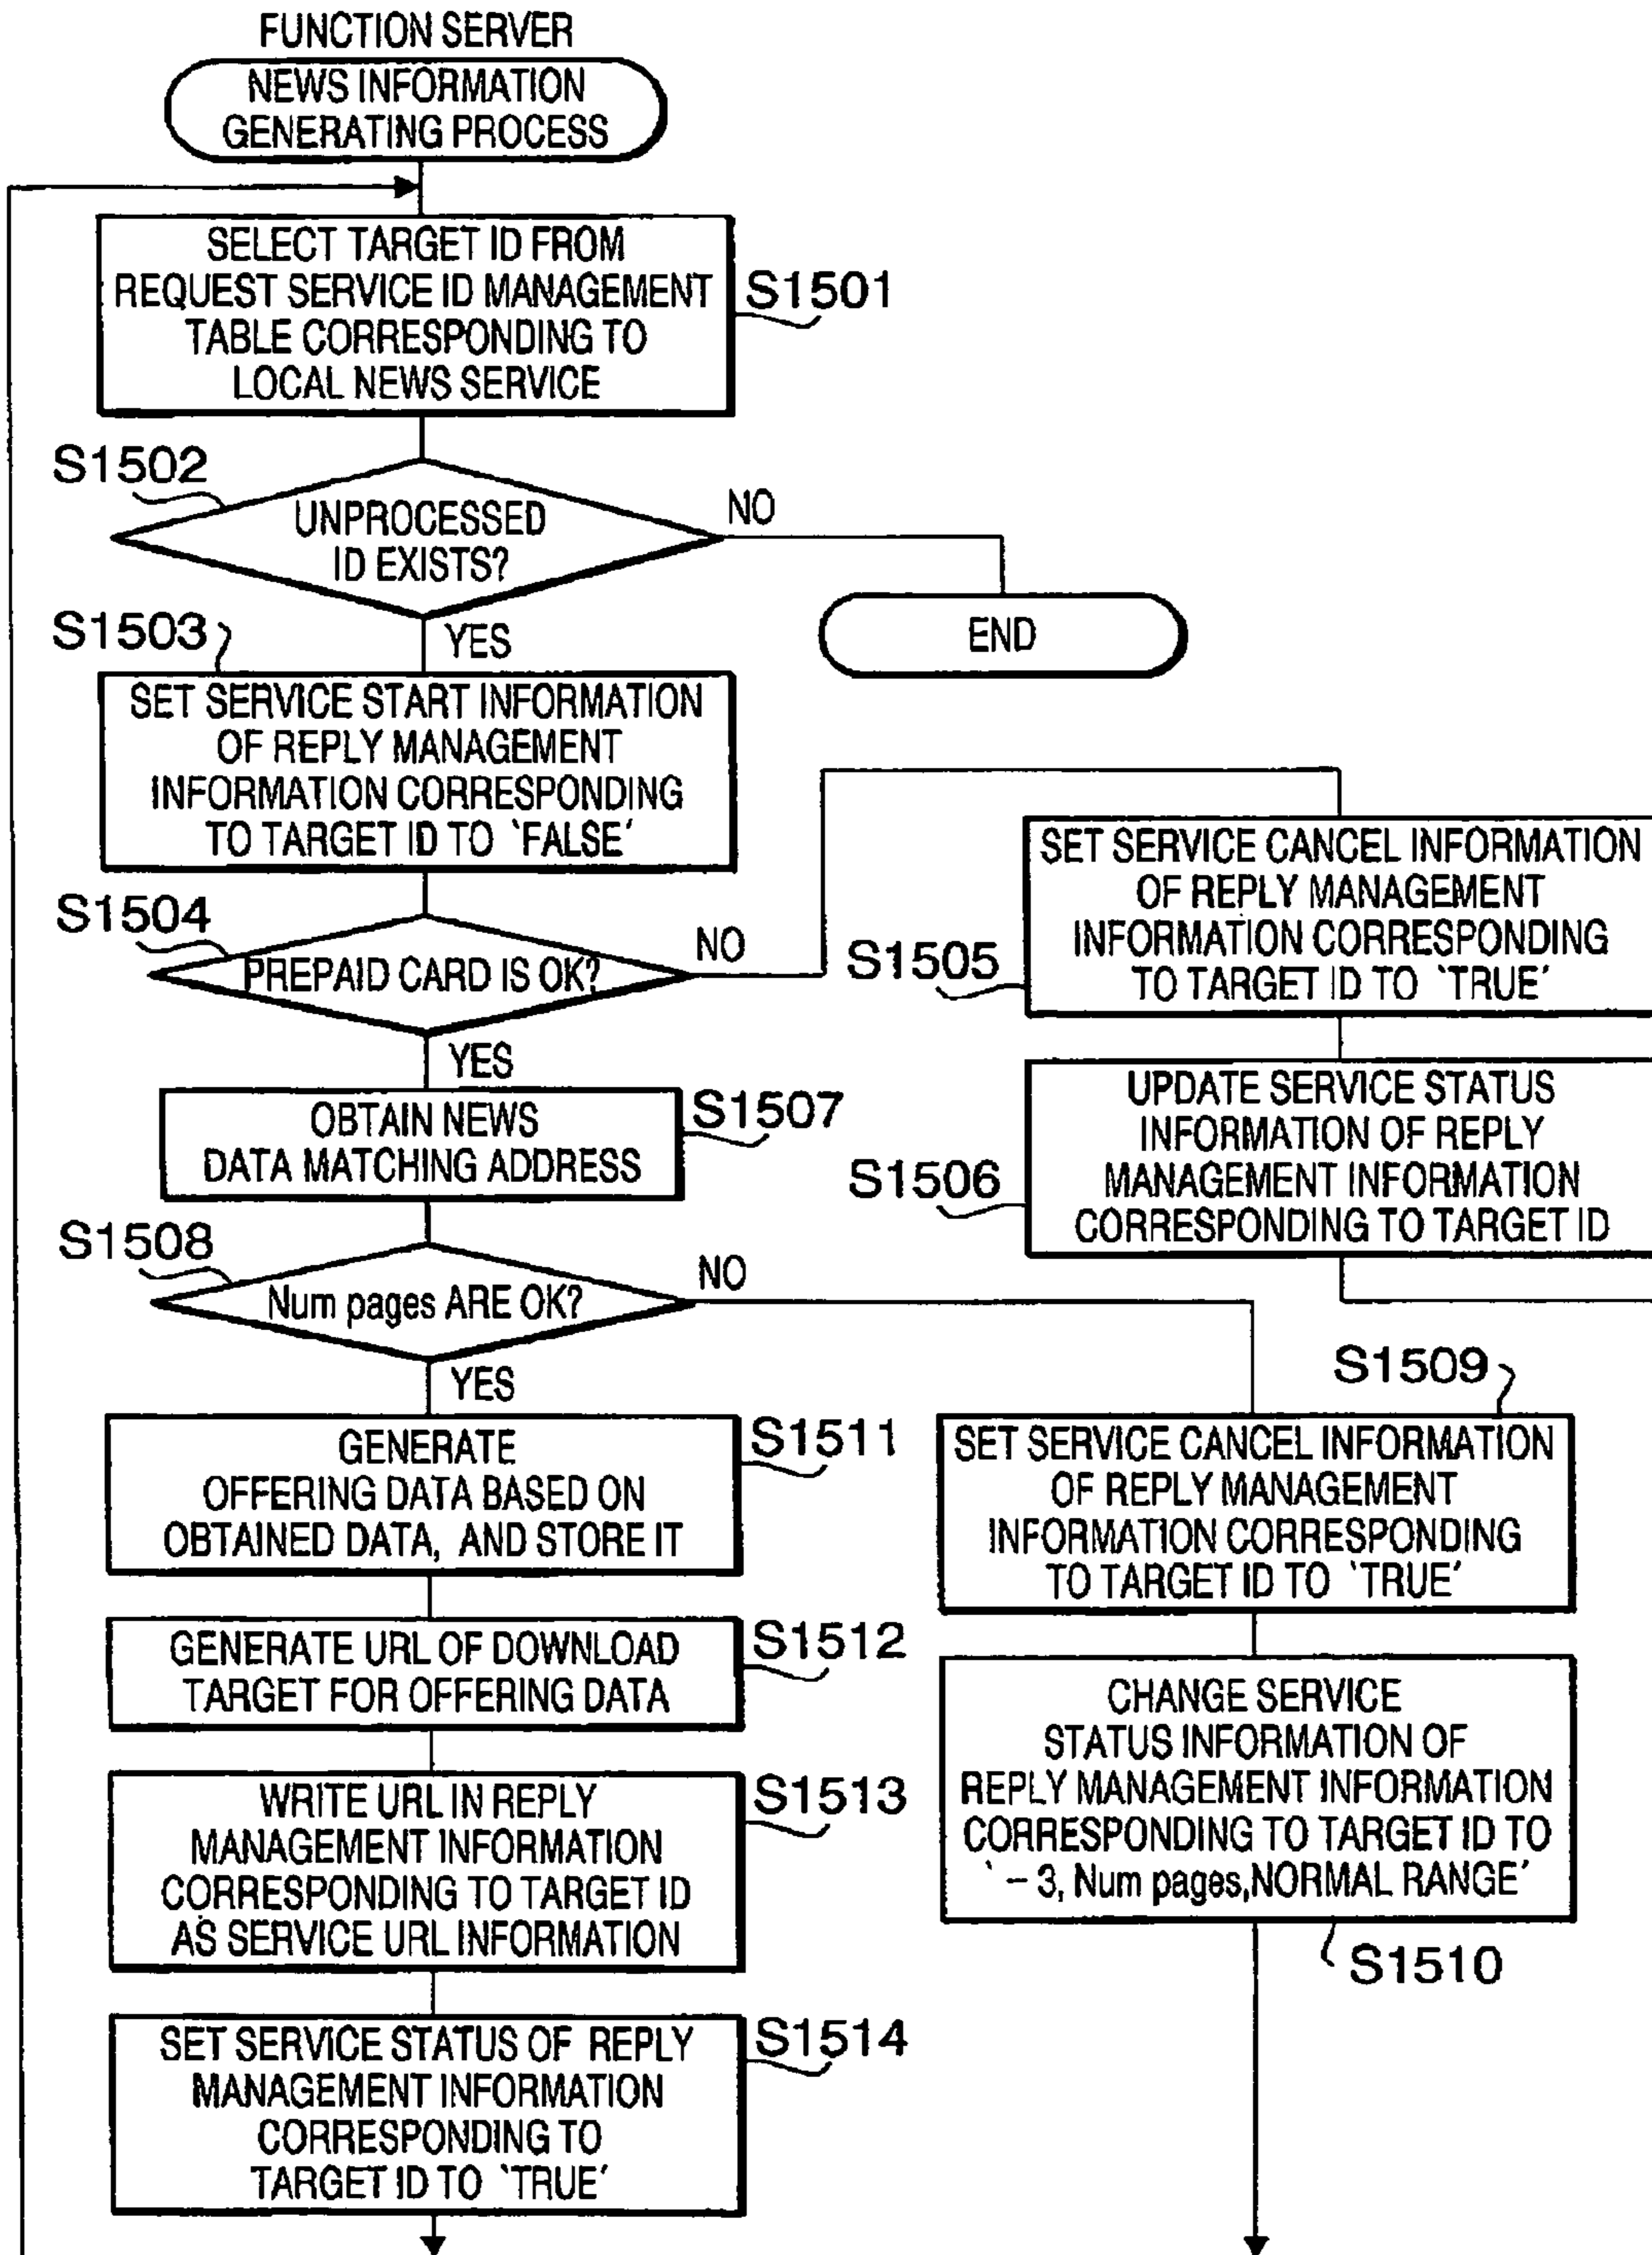 FUNCTION SERVER
NEWS INFORMATION
GENERATING PROCESS
SELECT TARGET ID FROM
REQUEST SERVICE ID MANAGEMENT
TABLE CORRESPONDING TO
LOCAL NEWS SERVICE
S1501
S1502
UNPROCESSED
ID EXISTS?
NO
END
YES
S1503
SET SERVICE START INFORMATION
OF REPLY MANAGEMENT
INFORMATION CORRESPONDING
TO TARGET ID TO 'FALSE'
S1504
PREPAID CARD IS OK?
NO
SET SERVICE CANCEL INFORMATION
OF REPLY MANAGEMENT
INFORMATION CORRESPONDING
TO TARGET ID TO 'TRUE'
S1505
UPDATE SERVICE STATUS
INFORMATION OF REPLY
MANAGEMENT INFORMATION
CORRESPONDING TO TARGET ID
S1506
YES
OBTAIN NEWS
DATA MATCHING ADDRESS
S1507
S1508
Num pages ARE OK?
NO
YES
S1509
SET SERVICE CANCEL INFORMATION
OF REPLY MANAGEMENT
INFORMATION CORRESPONDING
TO TARGET ID TO 'TRUE'
CHANGE SERVICE
STATUS INFORMATION OF
REPLY MANAGEMENT INFORMATION
CORRESPONDING TO TARGET ID TO
' – 3, Num pages,NORMAL RANGE'
S1510
GENERATE
OFFERING DATA BASED ON
OBTAINED DATA, AND STORE IT
S1511
GENERATE URL OF DOWNLOAD
TARGET FOR OFFERING DATA
S1512
WRITE URL IN REPLY
MANAGEMENT INFORMATION
CORRESPONDING TO TARGET ID
AS SERVICE URL INFORMATION
S1513
SET SERVICE STATUS OF REPLY
MANAGEMENT INFORMATION
CORRESPONDING TO
TARGET ID TO 'TRUE'
S1514